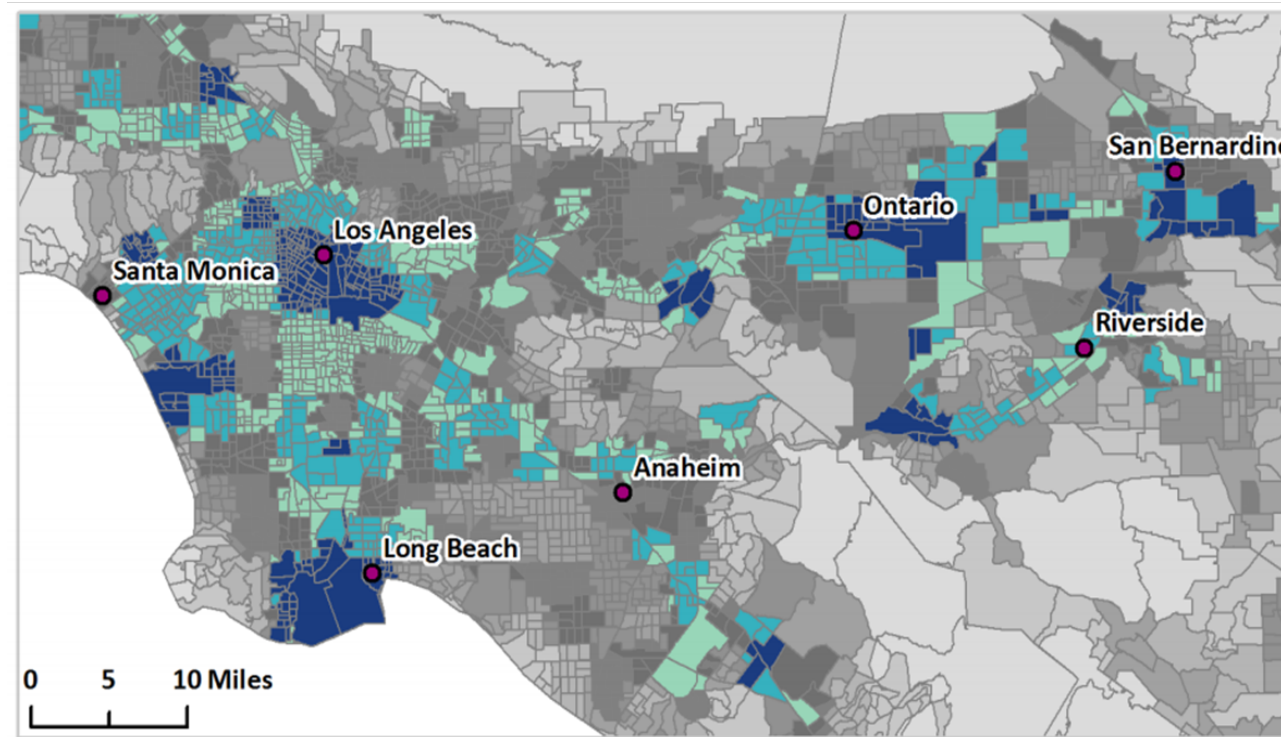 San Bernardino
Ontario
Los Angeles
Santa Monica
Riverside
Anaheim
Long Beach
0 5 10 Miles